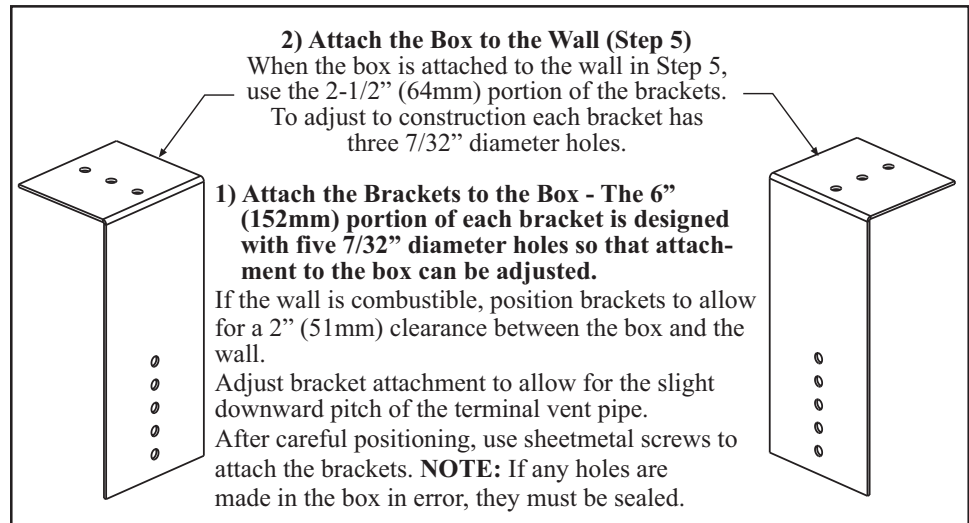 2) Attach the Box to the Wall (Step 5)
When the box is attached to the wall in Step 5,
use the 2-1/2” (64mm) portion of the brackets.
To adjust to construction each bracket has
three 7/32” diameter holes.
1) Attach the Brackets to the Box - The 6”
(152mm) portion of each bracket is designed
with five 7/32” diameter holes so that attach-
ment to the box can be adjusted.
If the wall is combustible, position brackets to allow
for a 2” (51mm) clearance between the box and the
wall.
Adjust bracket attachment to allow for the slight
downward pitch of the terminal vent pipe.
After careful positioning, use sheetmetal screws to
attach the brackets. NOTE: If any holes are
made in the box in error, they must be sealed.